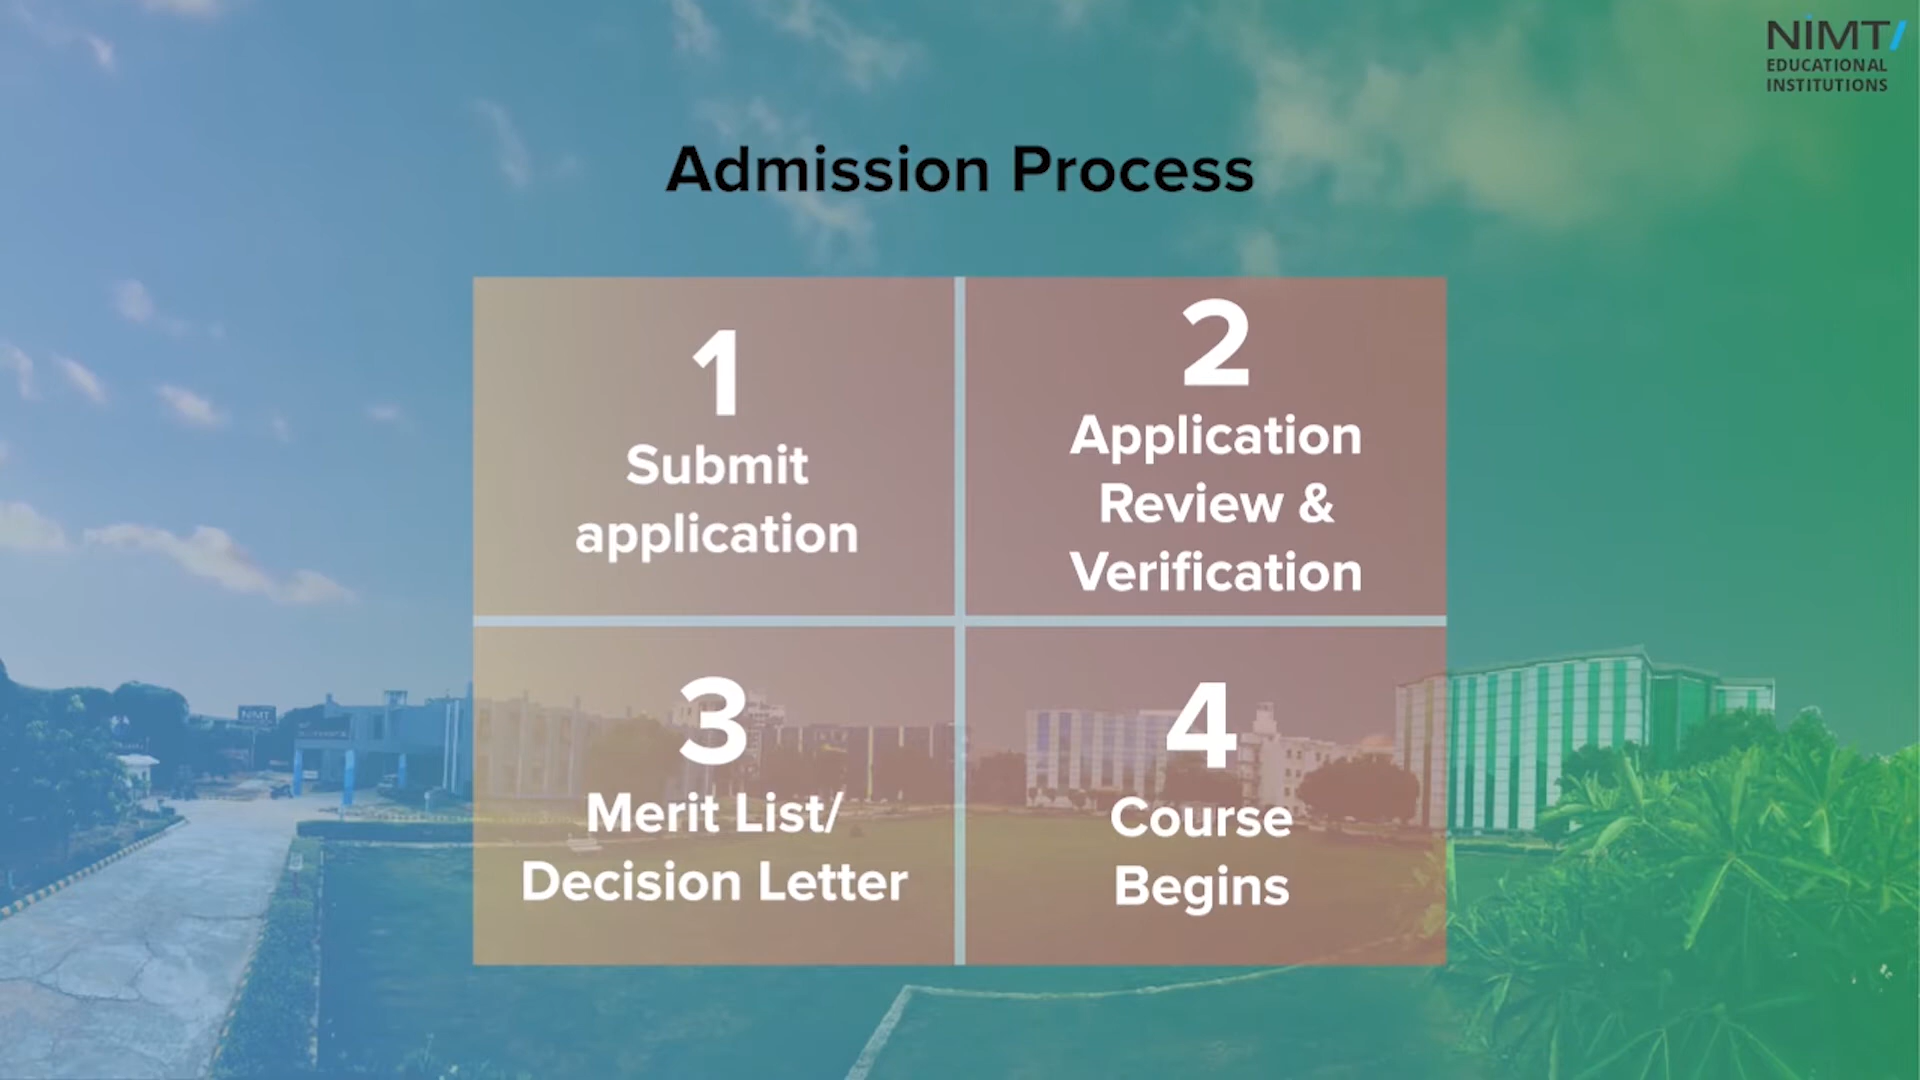 NiMT/
EDUCATIONAL
INSTITUTIONS
Admission Process
1
Submit
application
2
Application
Review &
Verification
3
Merit List/
Decision Letter
4
Course
Begins
NIMT